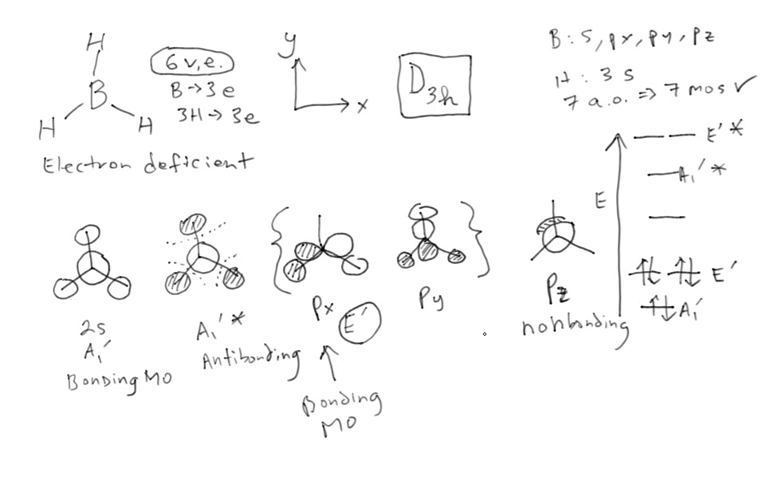 H
B
H H
Electron deficient
6 v.e.
B→3e
3H→3e
y
x
D3h
B: S, px, py, pz
H: 3 s
7 a.o. ⇒ 7 mos ✓
E
E'*
A1'*
E'
A1'
2s
A1'
Bonding MO
A1'*
Antibonding
Px
E'
Bonding
MO
Py
Pz
nonbonding